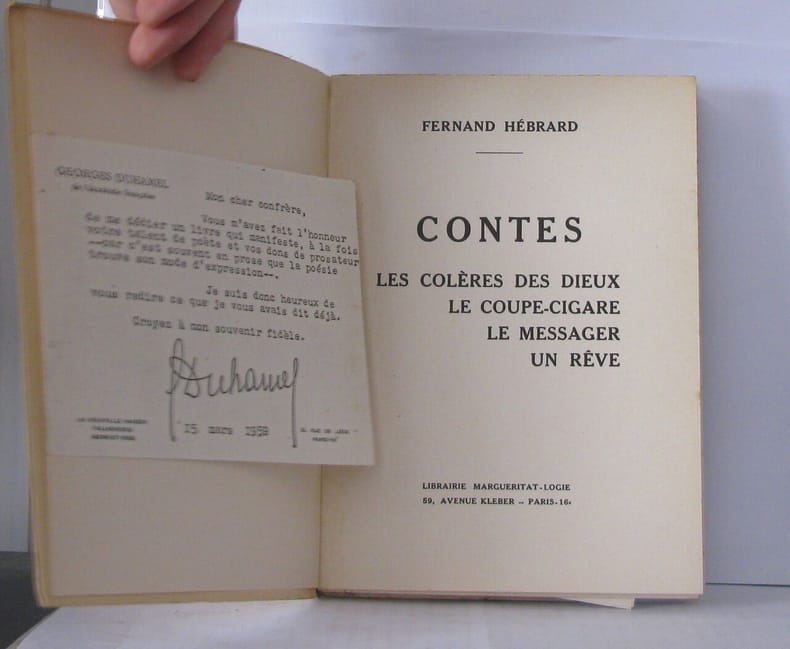 GEORGES DUHAMEL
de l'Académie française
Mon cher confrère,
Vous m'avez fait l'honneur
de me dédier un livre qui manifeste, à la fois
votre talent de poète et vos dons de prosateur
--car c'est souvent en prose que la poésie
trouve son mode d'expression--.
Je suis donc heureux de
vous redire ce que je vous avais dit déjà.
Croyez à mon souvenir fidèle.
GDuhamel
15 mars 1958
FERNAND HÉBRARD
CONTES
LES COLÈRES DES DIEUX
LE COUPE-CIGARE
LE MESSAGER
UN RÊVE
LIBRAIRIE MARGUERITAT-LOGIE
59, AVENUE KLEBER -- PARIS-16e